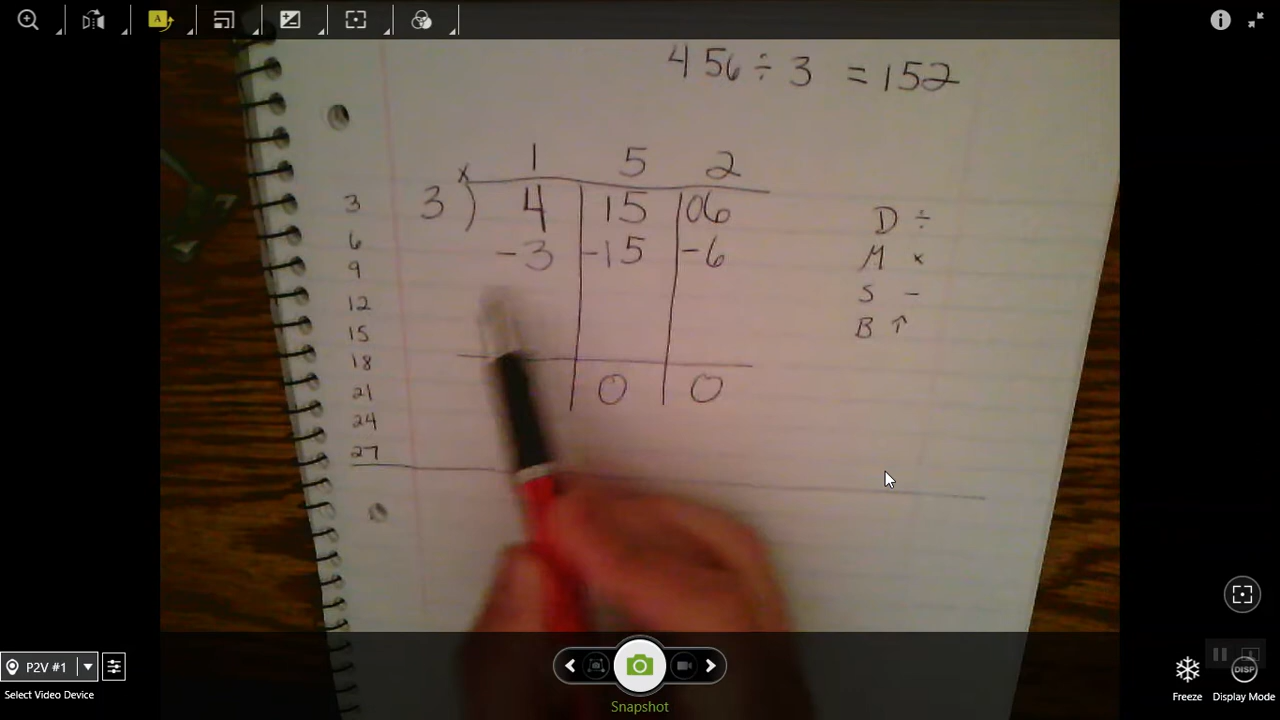 456 ÷ 3 = 152
1 5 2
x
3 ) 4 15 06
-3 -15 -6
0 0
3
6
9
12
15
18
21
24
27
D ÷
M ×
S −
B ↑
P2V #1
Select Video Device
Snapshot
Freeze
DISP
Display Mode